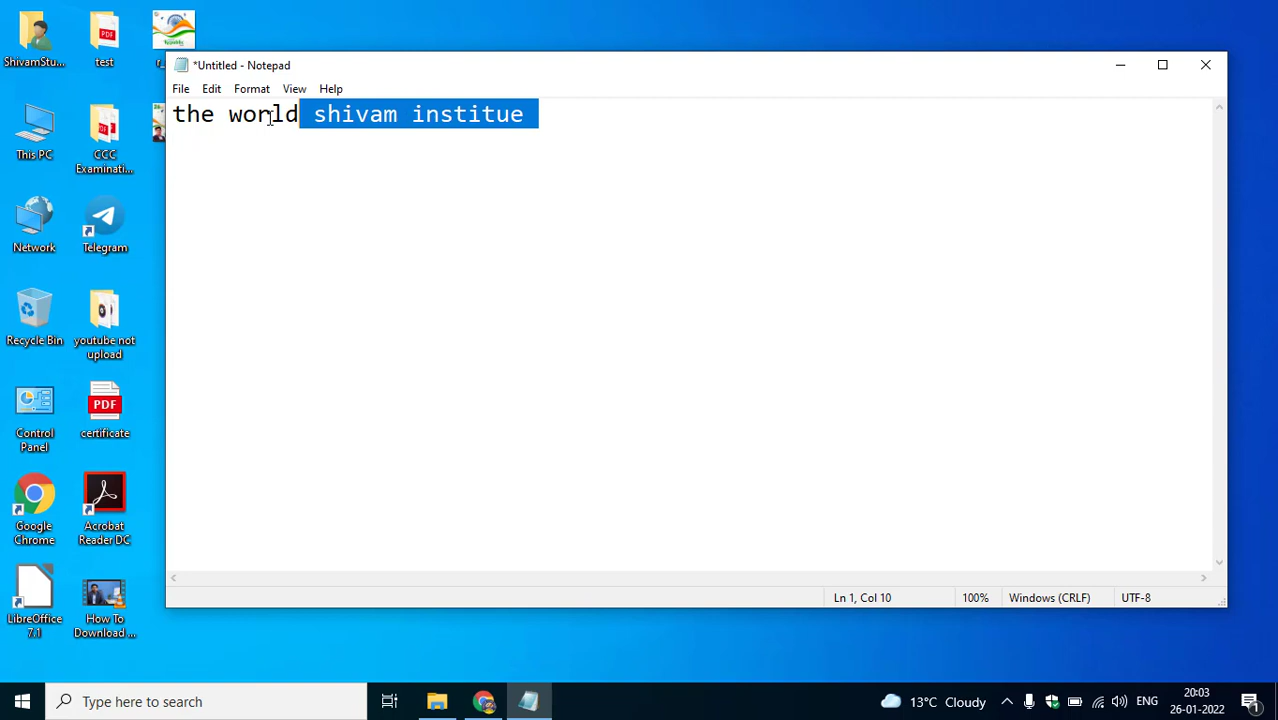 *Untitled - Notepad
File Edit Format View Help
the world shivam institue
ShivamStu...
test
This PC
CCC
Examinati...
Network
Telegram
Recycle Bin
youtube not
upload
Control
Panel
certificate
Google
Chrome
Acrobat
Reader DC
LibreOffice
7.1
How To
Download ...
PDF
PDF
Ln 1, Col 10 100% Windows (CRLF) UTF-8
Type here to search
13°C Cloudy
ENG
20:03
26-01-2022
1